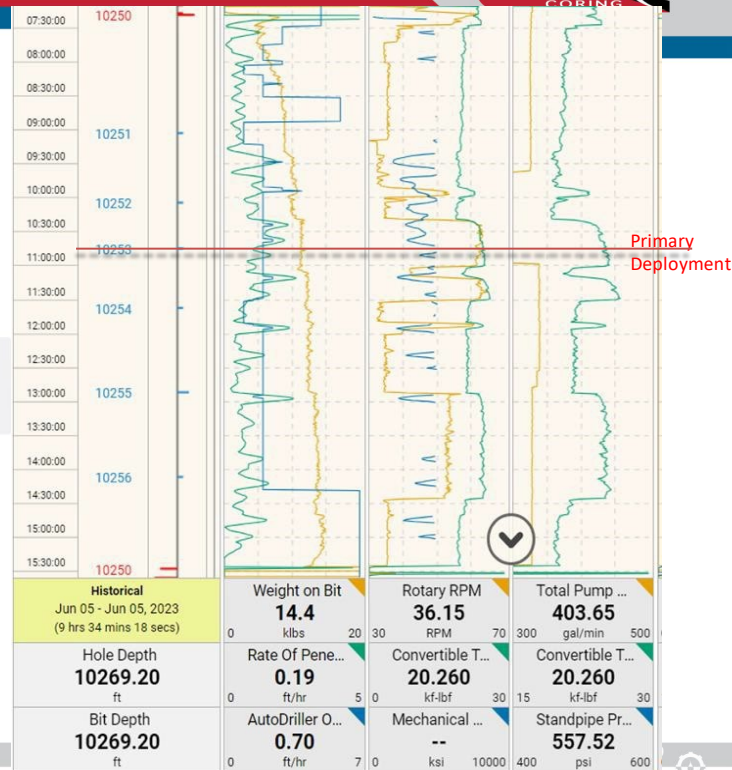 CORING
07:30:00
10250
08:00:00
08:30:00
09:00:00
10251
09:30:00
10:00:00
10252
10:30:00
10253
Primary
Deployment
11:00:00
11:30:00
10254
12:00:00
12:30:00
13:00:00
10255
13:30:00
14:00:00
10256
14:30:00
15:00:00
15:30:00
10250
Historical
Jun 05 - Jun 05, 2023
(9 hrs 34 mins 18 secs)
Weight on Bit
14.4
0 klbs 20
Rotary RPM
36.15
30 RPM 70
Total Pump ...
403.65
300 gal/min 500
Hole Depth
10269.20
ft
Rate Of Pene...
0.19
0 ft/hr 5
Convertible T...
20.260
0 kf-lbf 30
Convertible T...
20.260
15 kf-lbf 30
Bit Depth
10269.20
ft
AutoDriller O...
0.70
0 ft/hr 7
Mechanical ...
--
0 ksi 10000
Standpipe Pr...
557.52
400 psi 600